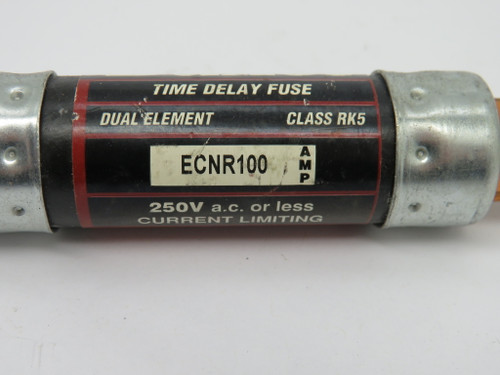 TIME DELAY FUSE
DUAL ELEMENT CLASS RK5
ECNR100 AMP
250V a.c. or less
CURRENT LIMITING